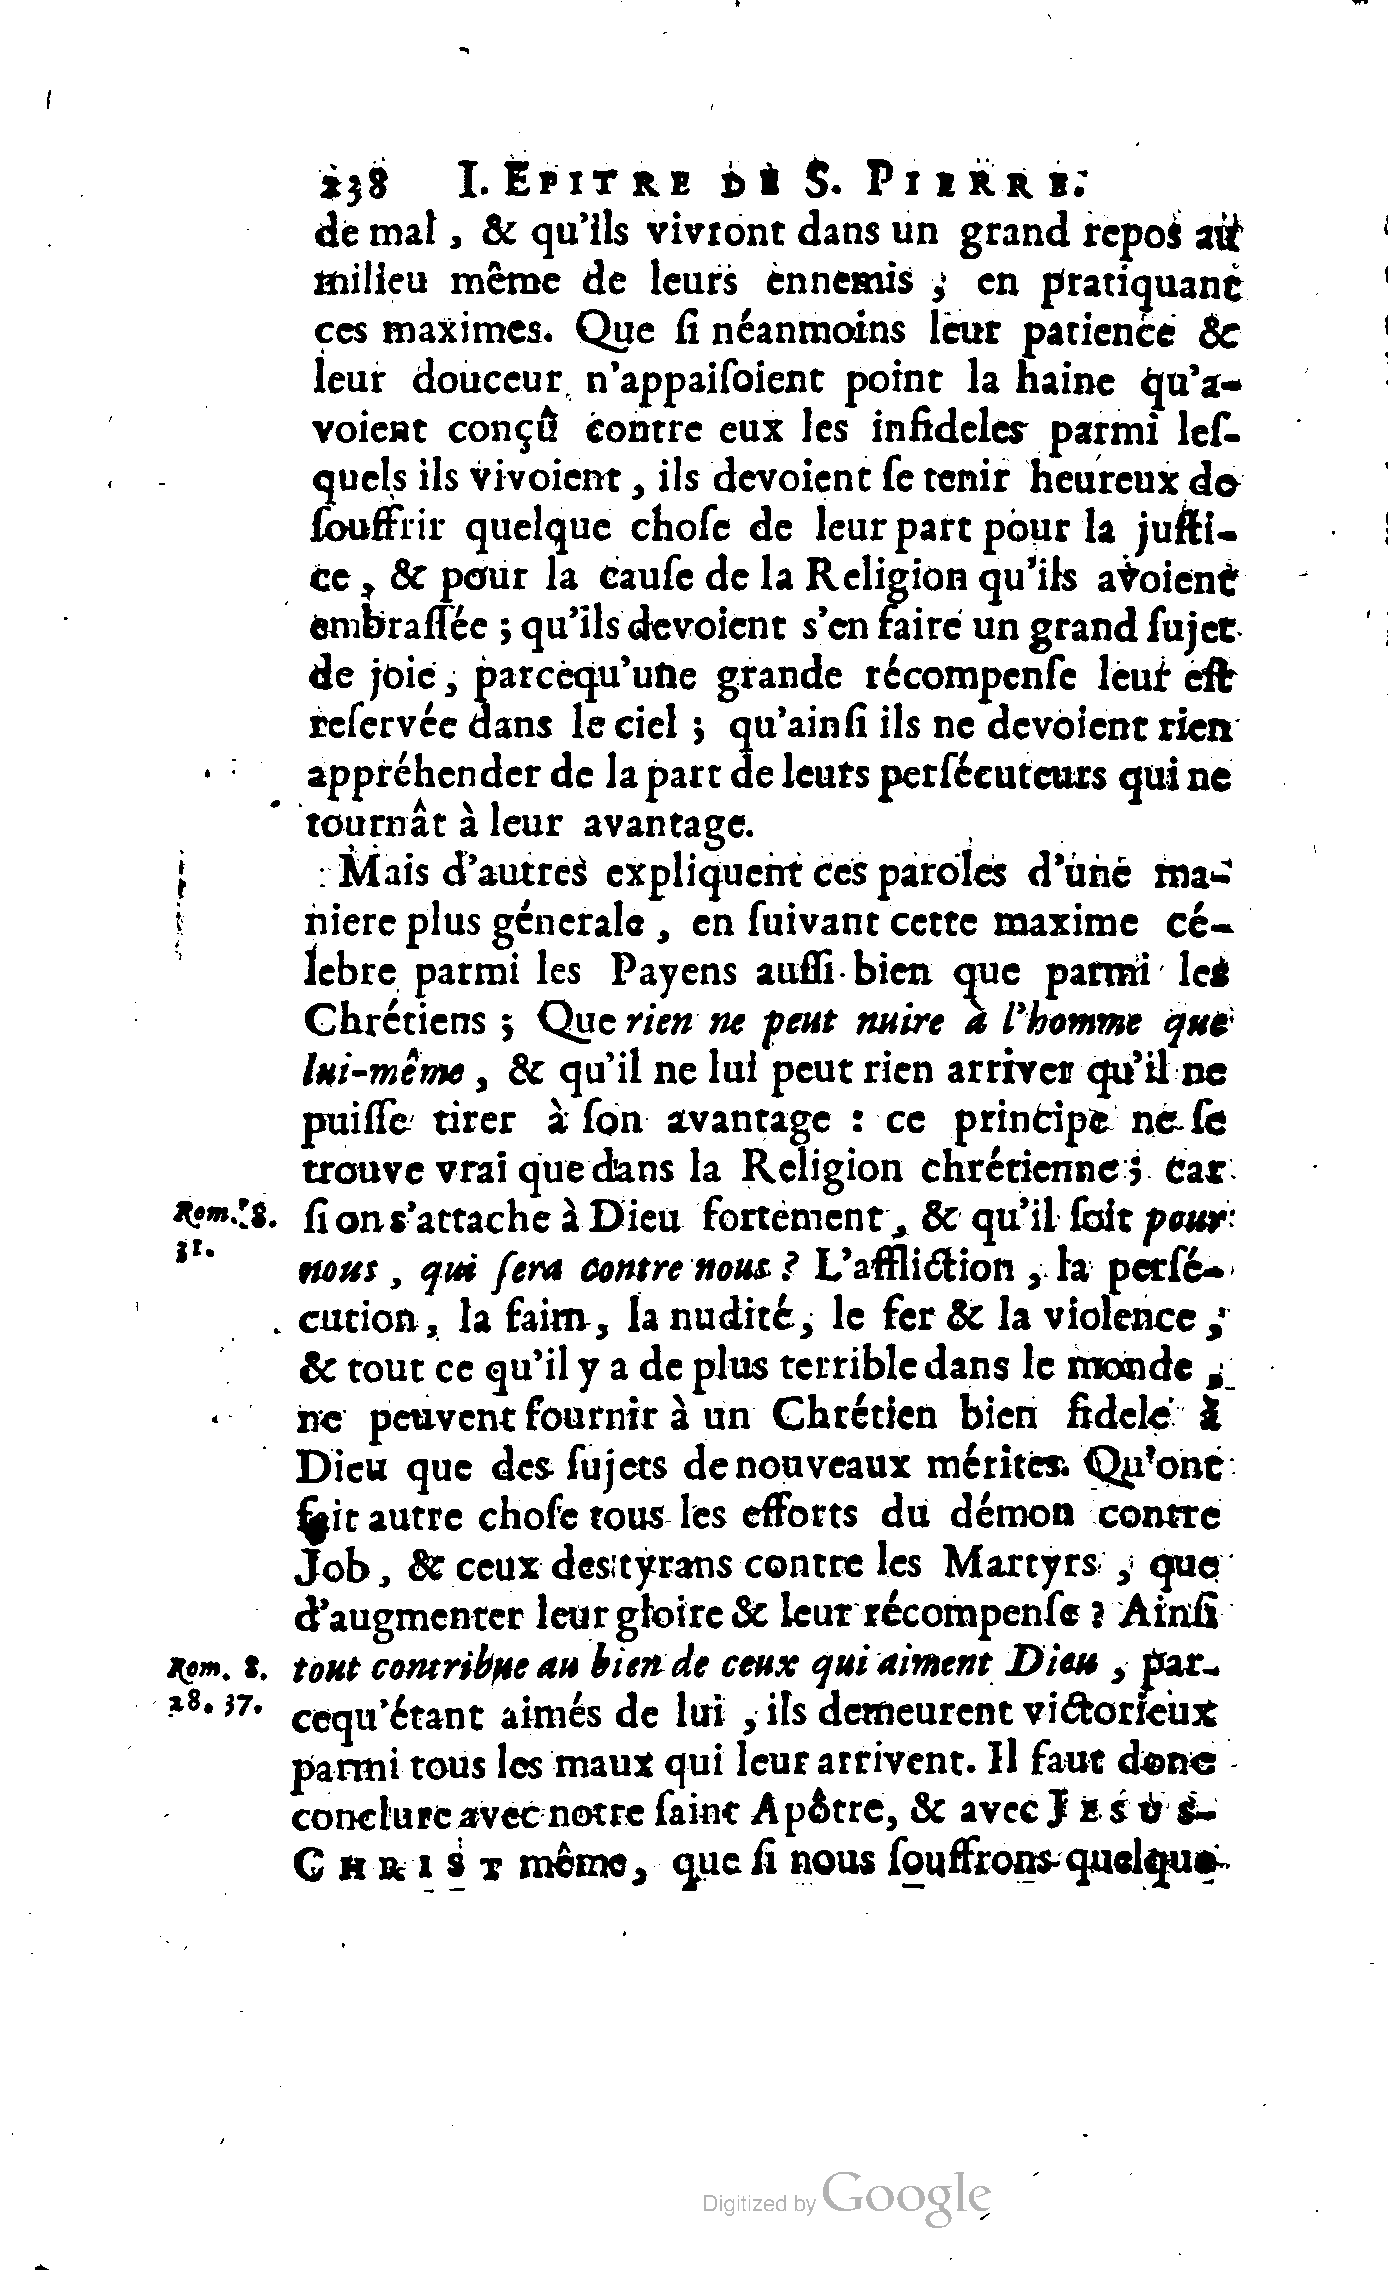 238 I. EPITRE DE S. PIERRE.
de mal, & qu'ils vivront dans un grand repos au
milieu même de leurs ennemis, en pratiquant
ces maximes. Que ſi néanmoins leur patience &
leur douceur n'appaiſoient point la haine qu'a-
voient conçû contre eux les infideles parmi leſ-
quels ils vivoient, ils devoient ſe tenir heureux de
ſouffrir quelque choſe de leur part pour la juſti-
ce, & pour la cauſe de la Religion qu'ils avoient
embraſſée ; qu'ils devoient s'en faire un grand ſujet
de joie, parcequ'une grande récompenſe leur eſt
reſervée dans le ciel ; qu'ainſi ils ne devoient rien
appréhender de la part de leurs perſécuteurs qui ne
tournât à leur avantage.
Mais d'autres expliquent ces paroles d'une ma-
niere plus génerale, en ſuivant cette maxime cé-
lebre parmi les Payens auſſi bien que parmi les
Chrétiens ; Que rien ne peut nuire à l'homme que
lui-même, & qu'il ne lui peut rien arriver qu'il ne
puiſſe tirer à ſon avantage : ce principe ne ſe
trouve vrai que dans la Religion chrétienne ; car
Rom. 8. ſi on s'attache à Dieu fortement, & qu'il ſoit pour
31. nous, qui ſera contre nous ? L'affliction, la perſé-
cution, la faim, la nudité, le fer & la violence,
& tout ce qu'il y a de plus terrible dans le monde,
ne peuvent fournir à un Chrétien bien fidele à
Dieu que des ſujets de nouveaux mérites. Qu'ont
fait autre choſe tous les efforts du démon contre
Job, & ceux des tyrans contre les Martyrs, que
d'augmenter leur gloire & leur récompenſe ? Ainſi
Rom. 8. tout contribue au bien de ceux qui aiment Dieu, par-
28. 37. cequ'étant aimés de lui, ils demeurent victorieux
parmi tous les maux qui leur arrivent. Il faut donc
conclure avec notre ſaint Apôtre, & avec JESUS-
CHRIST même, que ſi nous ſouffrons quelque
Digitized by Google